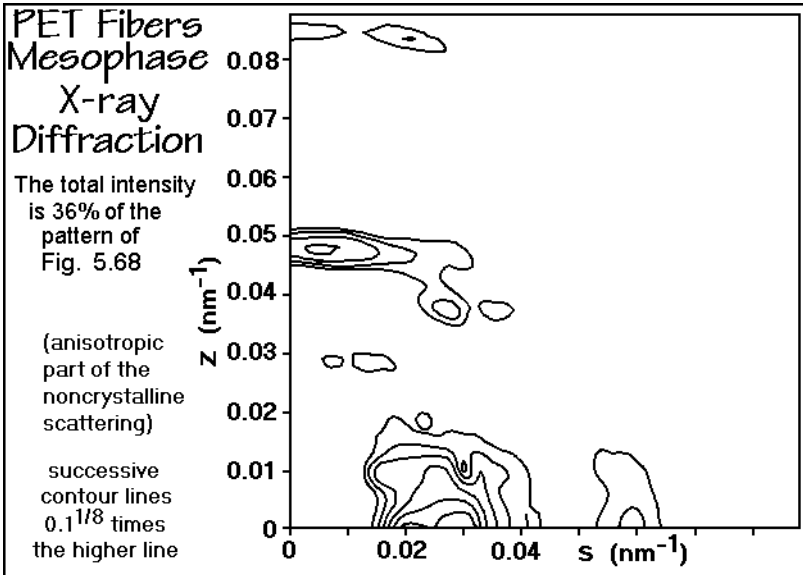 PET Fibers
Mesophase
X-ray
Diffraction
The total intensity
is 36% of the
pattern of
Fig. 5.68
(anisotropic
part of the
noncrystalline
scattering)
successive
contour lines
0.1^1/8 times
the higher line
0.08
0.07
0.06
0.05
0.04
0.03
0.02
0.01
0
Z (nm⁻¹)
0 0.02 0.04 S (nm⁻¹)